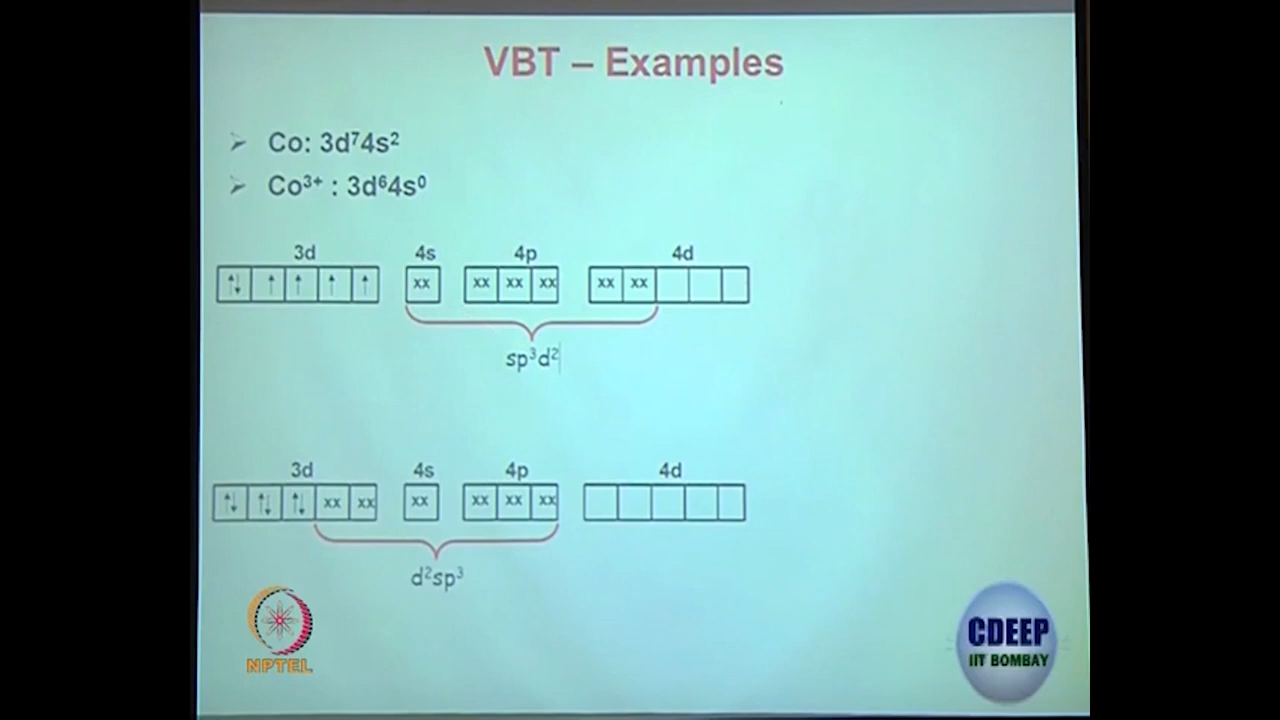 VBT – Examples
➢ Co: 3d⁷4s²
➢ Co³⁺ : 3d⁶4s⁰
3d 4s 4p 4d
↑↓ ↑ ↑ ↑ ↑ xx xx xx xx xx xx
sp³d²
3d 4s 4p 4d
↑↓ ↑↓ ↑↓ xx xx xx xx xx xx
d²sp³
NPTEL
CDEEP
IIT BOMBAY